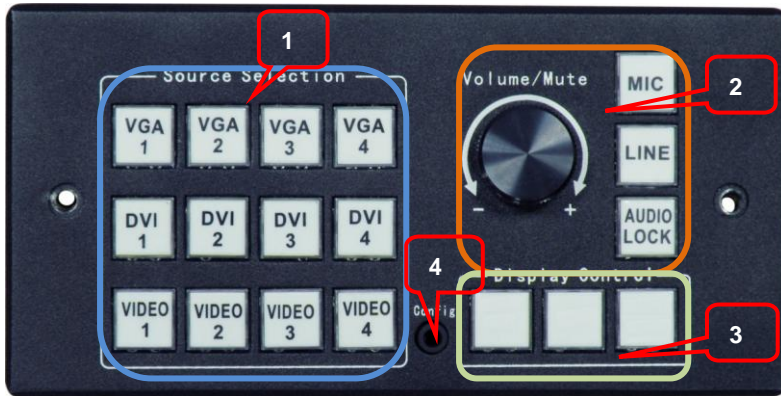 1
Source Selection
Volume/Mute
MIC
2
VGA
1
VGA
2
VGA
3
VGA
4
LINE
DVI
1
DVI
2
DVI
3
DVI
4
-
+
AUDIO
LOCK
4
Display Control
VIDEO
1
VIDEO
2
VIDEO
3
VIDEO
4
Config
3